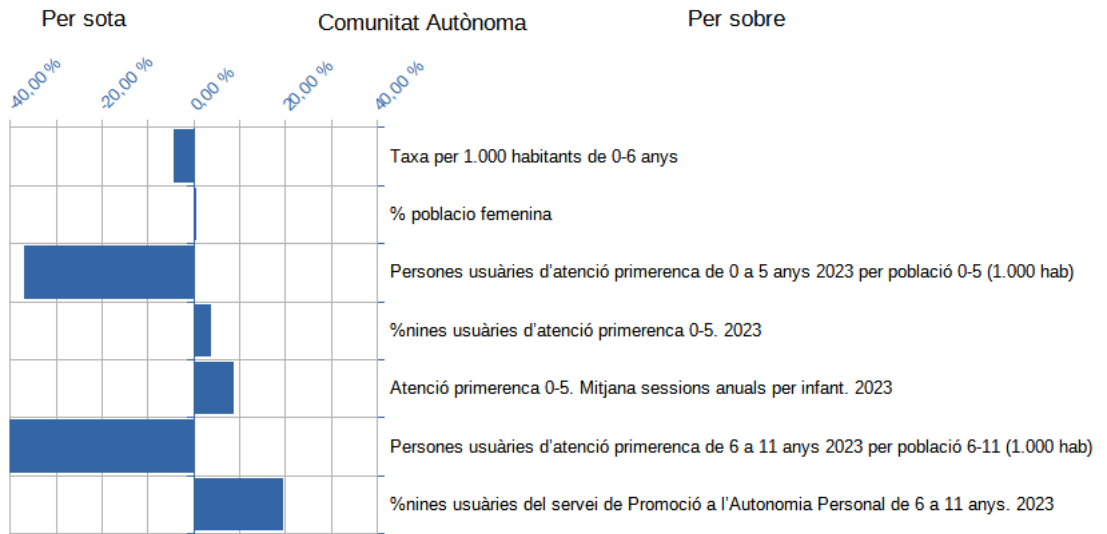 Per sota
Comunitat Autònoma
Per sobre
-40,00 %
-20,00 %
0,00 %
20,00 %
40,00 %
Taxa per 1.000 habitants de 0-6 anys
% poblacio femenina
Persones usuàries d'atenció primerenca de 0 a 5 anys 2023 per població 0-5 (1.000 hab)
%nines usuàries d'atenció primerenca 0-5. 2023
Atenció primerenca 0-5. Mitjana sessions anuals per infant. 2023
Persones usuàries d'atenció primerenca de 6 a 11 anys 2023 per població 6-11 (1.000 hab)
%nines usuàries del servei de Promoció a l'Autonomia Personal de 6 a 11 anys. 2023